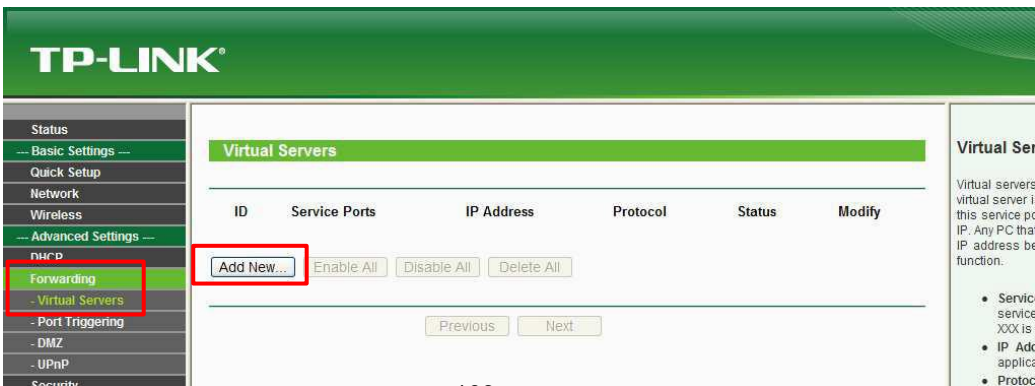 TP-LINK®
Status
--- Basic Settings ---
Quick Setup
Network
Wireless
--- Advanced Settings ---
DHCP
Forwarding
- Virtual Servers
- Port Triggering
- DMZ
- UPnP
Security
Virtual Servers
ID Service Ports IP Address Protocol Status Modify
Add New... Enable All Disable All Delete All
Previous Next
Virtual Ser
Virtual servers
virtual server i
this service po
IP. Any PC tha
IP address be
function.
• Servic
service
XXX is
• IP Add
applica
• Protoc